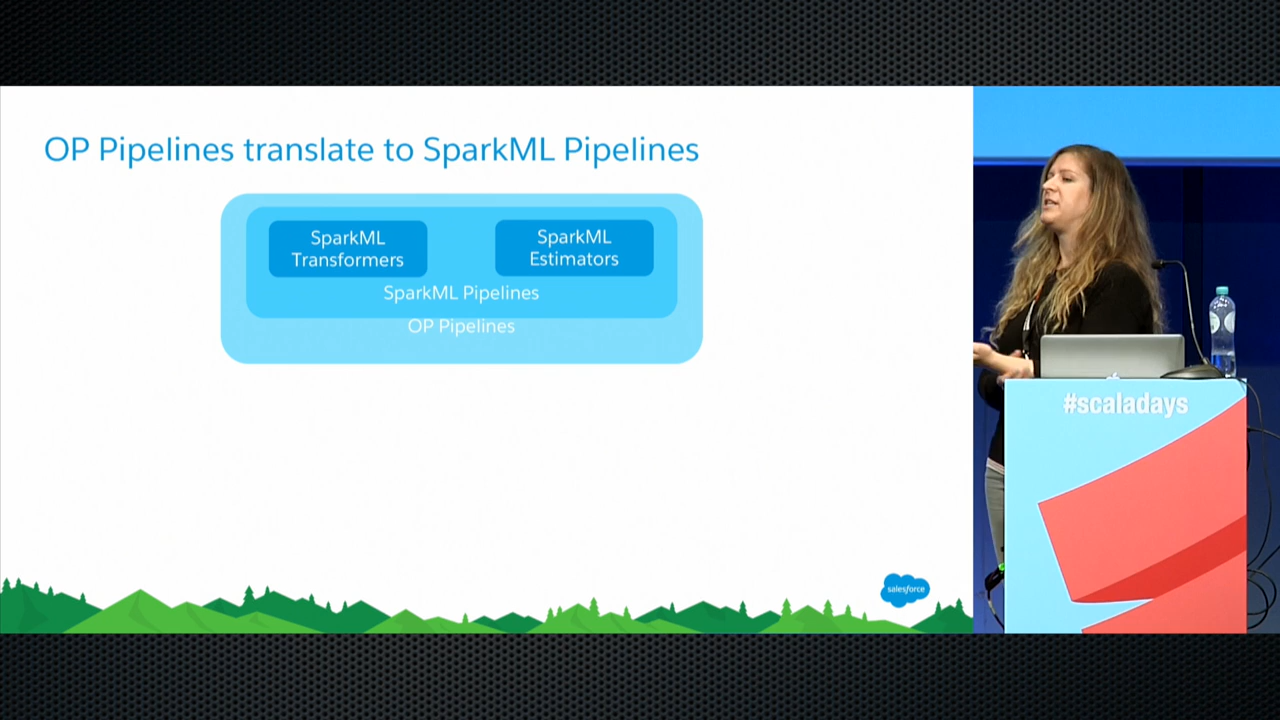 OP Pipelines translate to SparkML Pipelines
SparkML
Transformers
SparkML
Estimators
SparkML Pipelines
OP Pipelines
salesforce
#scaladays